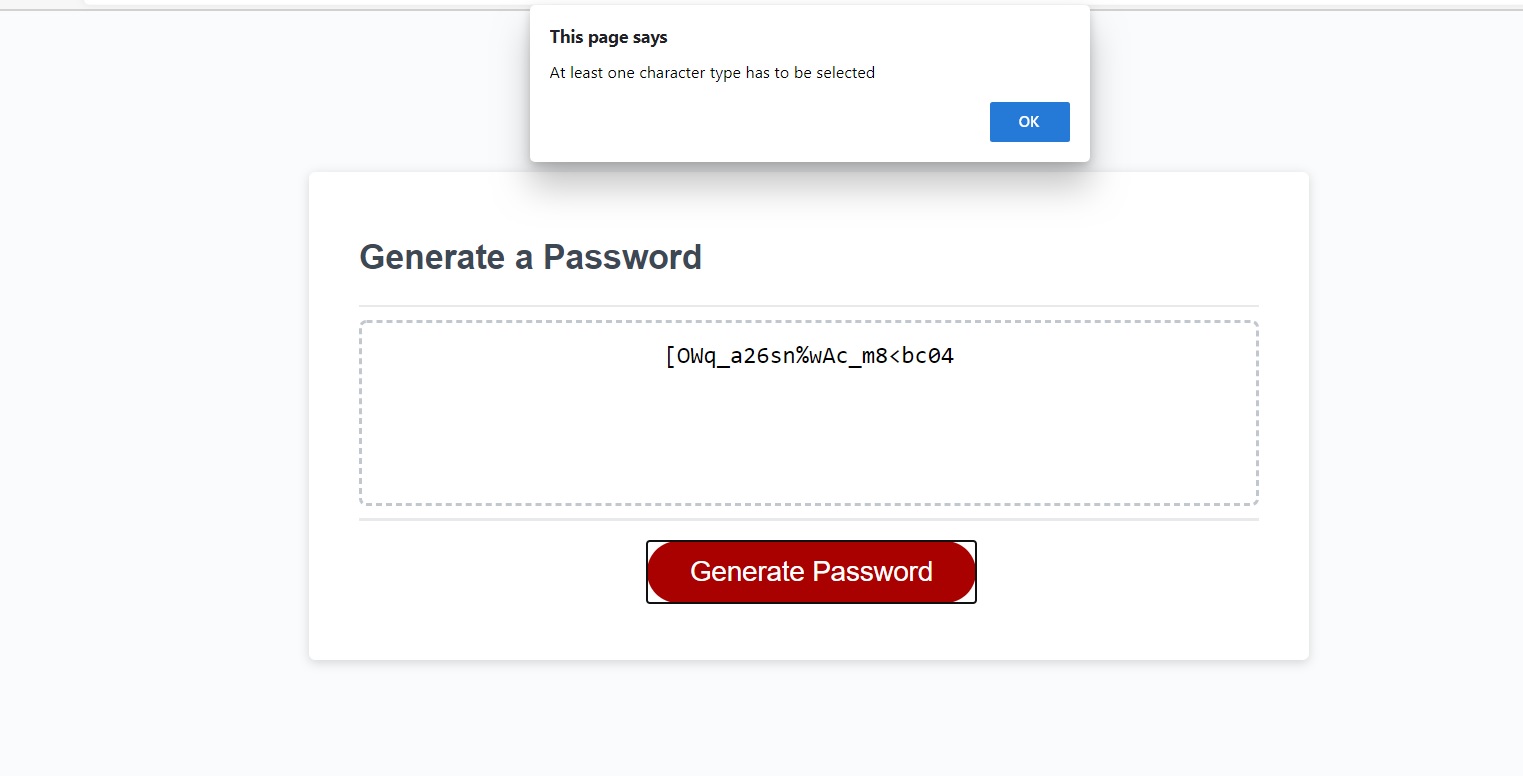 This page says
At least one character type has to be selected
OK
Generate a Password
[OWq_a26sn%wAc_m8<bc04
Generate Password